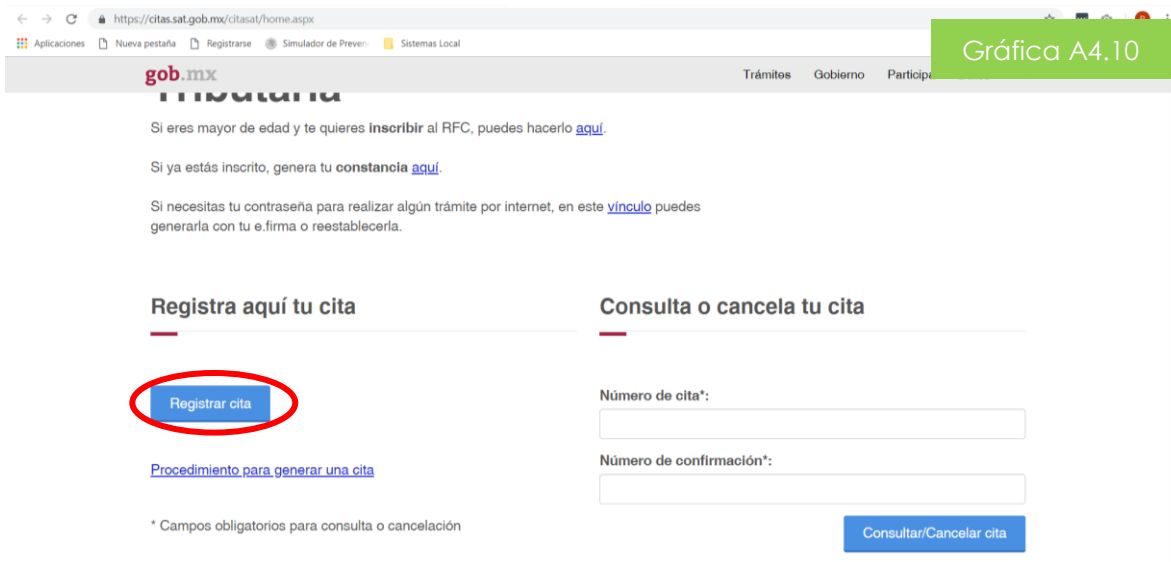 https://citas.sat.gob.mx/citasat/home.aspx
Aplicaciones
Nueva pestaña
Registrarse
Simulador de Preven
Sistemas Local
Gráfica A4.10
gob.mx
Trámites
Gobierno
Participa
Tributaria
Si eres mayor de edad y te quieres inscribir al RFC, puedes hacerlo aquí.
Si ya estás inscrito, genera tu constancia aquí.
Si necesitas tu contraseña para realizar algún trámite por internet, en este vínculo puedes
generarla con tu e.firma o reestablecerla.
Registra aquí tu cita
Registrar cita
Procedimiento para generar una cita
* Campos obligatorios para consulta o cancelación
Consulta o cancela tu cita
Número de cita*:
Número de confirmación*:
Consultar/Cancelar cita